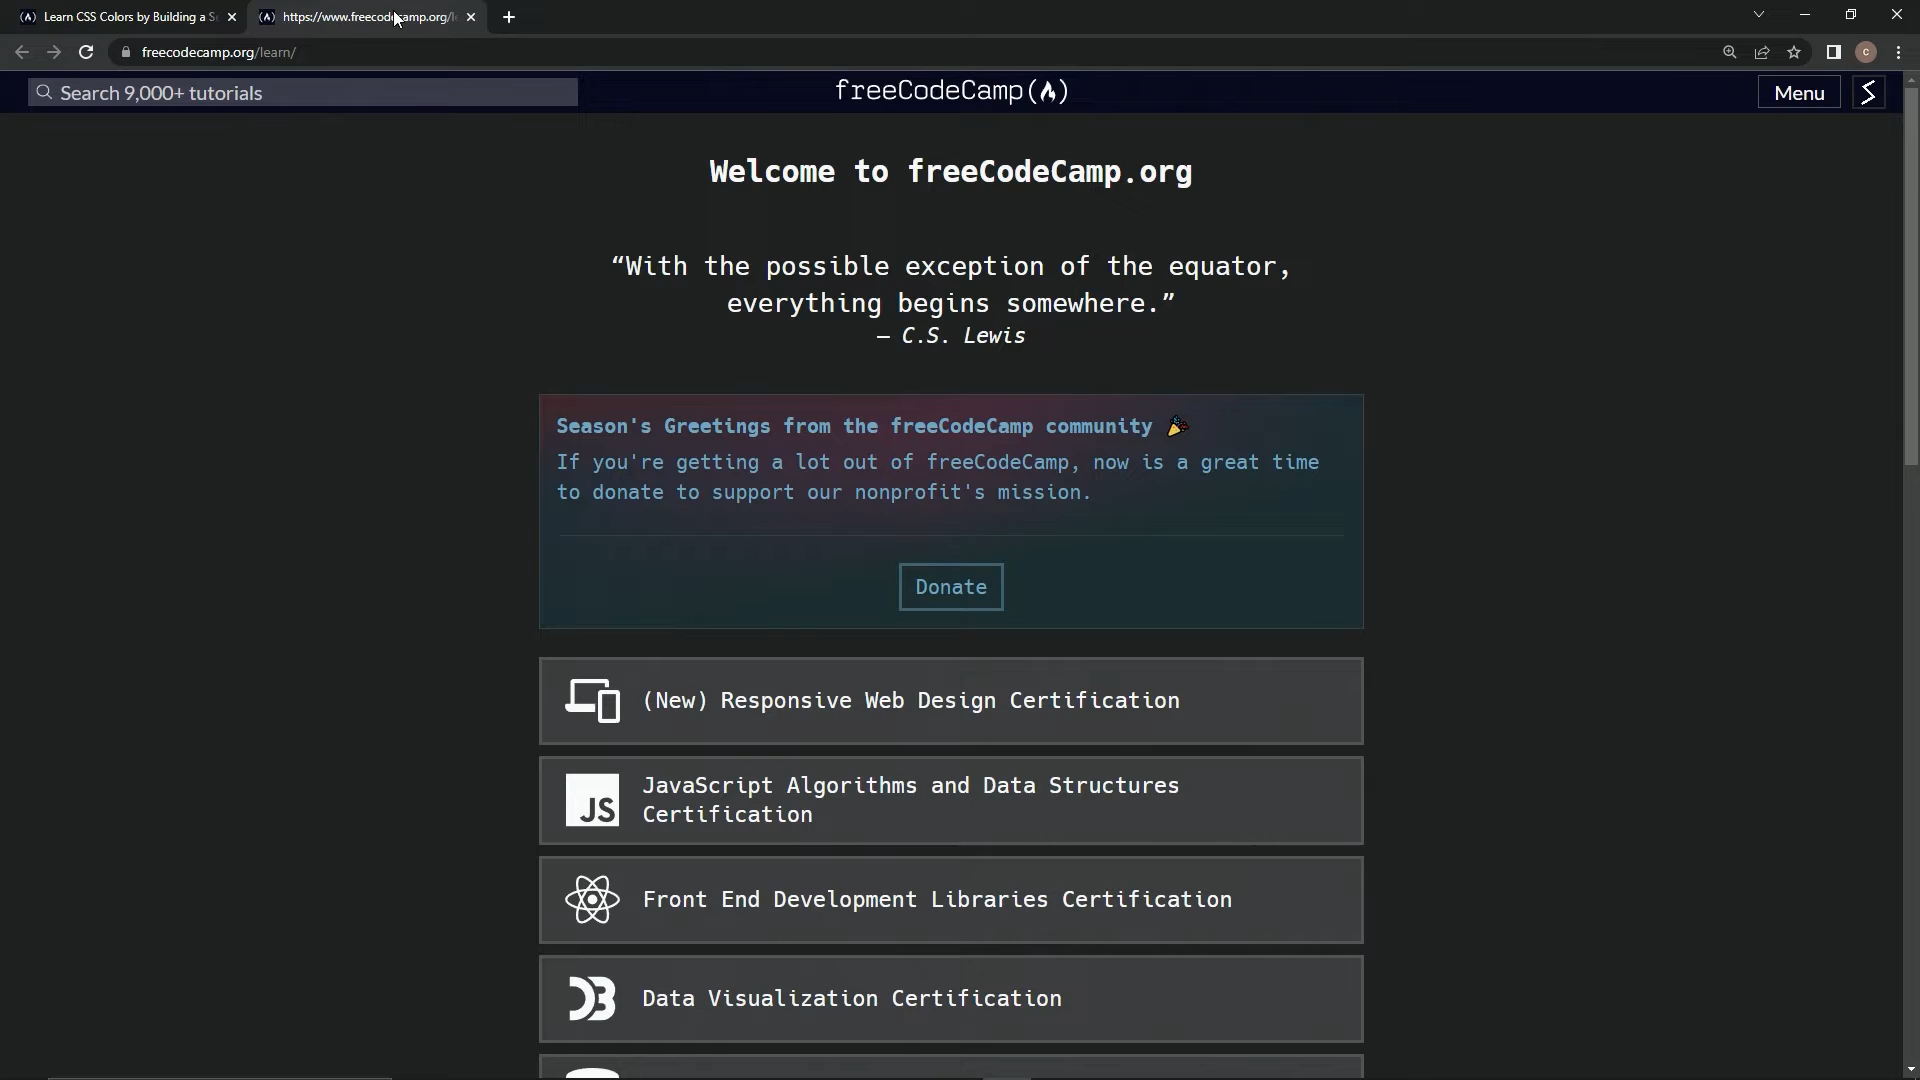 Learn CSS Colors by Building a S
https://www.freecodecamp.org/l
freecodecamp.org/learn/
C
Search 9,000+ tutorials
freeCodeCamp
Menu
Welcome to freeCodeCamp.org
“With the possible exception of the equator,
everything begins somewhere.”
— C.S. Lewis
Season's Greetings from the freeCodeCamp community 🎉
If you're getting a lot out of freeCodeCamp, now is a great time
to donate to support our nonprofit's mission.
Donate
(New) Responsive Web Design Certification
JS
JavaScript Algorithms and Data Structures
Certification
Front End Development Libraries Certification
Data Visualization Certification